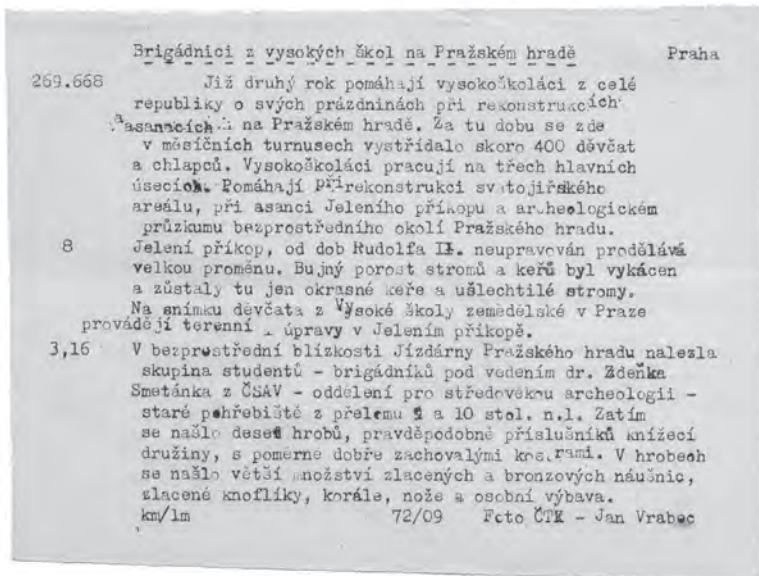 Brigádníci z vysokých škol na Pražském hradě Praha
269.668 Již druhý rok pomáhají vysokoškoláci z celé
republiky o svých prázdninách při rekonstrukcích
a asanacích na Pražském hradě. Za tu dobu se zde
v měsíčních turnusech vystřídalo skoro 400 děvčat
a chlapců. Vysokoškoláci pracují na třech hlavních
úsecích. Pomáhají při rekonstrukci svatojiřského
areálu, při asanci Jeleního příkopu a archeologickém
průzkumu bezprostředního okolí Pražského hradu.
8 Jelení příkop, od dob Rudolfa II. neupravován prodělává
velkou proměnu. Bujný porost stromů a keřů byl vykácen
a zůstaly tu jen okrasné keře a ušlechtilé stromy.
Na snímku děvčata z Vysoké školy zemědělské v Praze
provádějí terenní úpravy v Jelením příkopě.
3,16 V bezprostřední blízkosti Jízdárny Pražského hradu nalezla
skupina studentů - brigádníků pod vedením dr. Zdeňka
Smetánka z ČSAV - oddělení pro středovekou archeologii -
staré pohřebiště z přelomu 9 a 10 stol. n.l. Zatím
se našlo deset hrobů, pravděpodobně příslušníků knížecí
družiny, s poměrne dobře zachovalými kostrami. V hrobech
se našlo větší množství zlacených a bronzových náušnic,
zlacené knoflíky, korále, nože a osobní výbava.
km/lm 72/09 Foto ČTK - Jan Vrabec